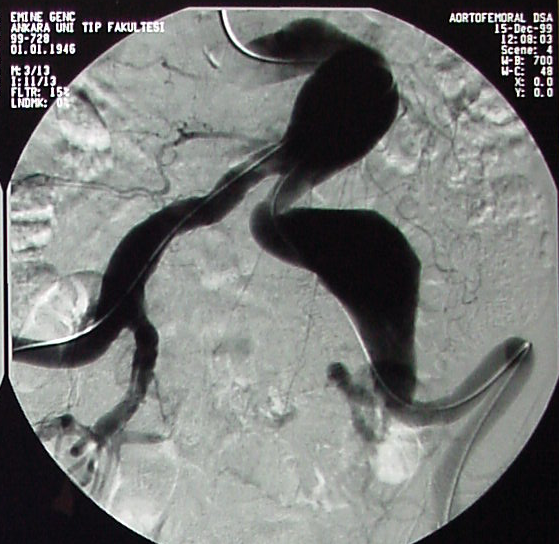 EMINE GENC
ANKARA UNI TIP FAKULTESI
99-728
01.01.1946
M:3/13
I:11/13
FLTR: 15%
LNDMK: 0%
AORTOFEMORAL DSA
15-Dec-99
12:08:03
Scene: 4
W-B: 700
W-C: 48
X: 0.0
Y: 0.0